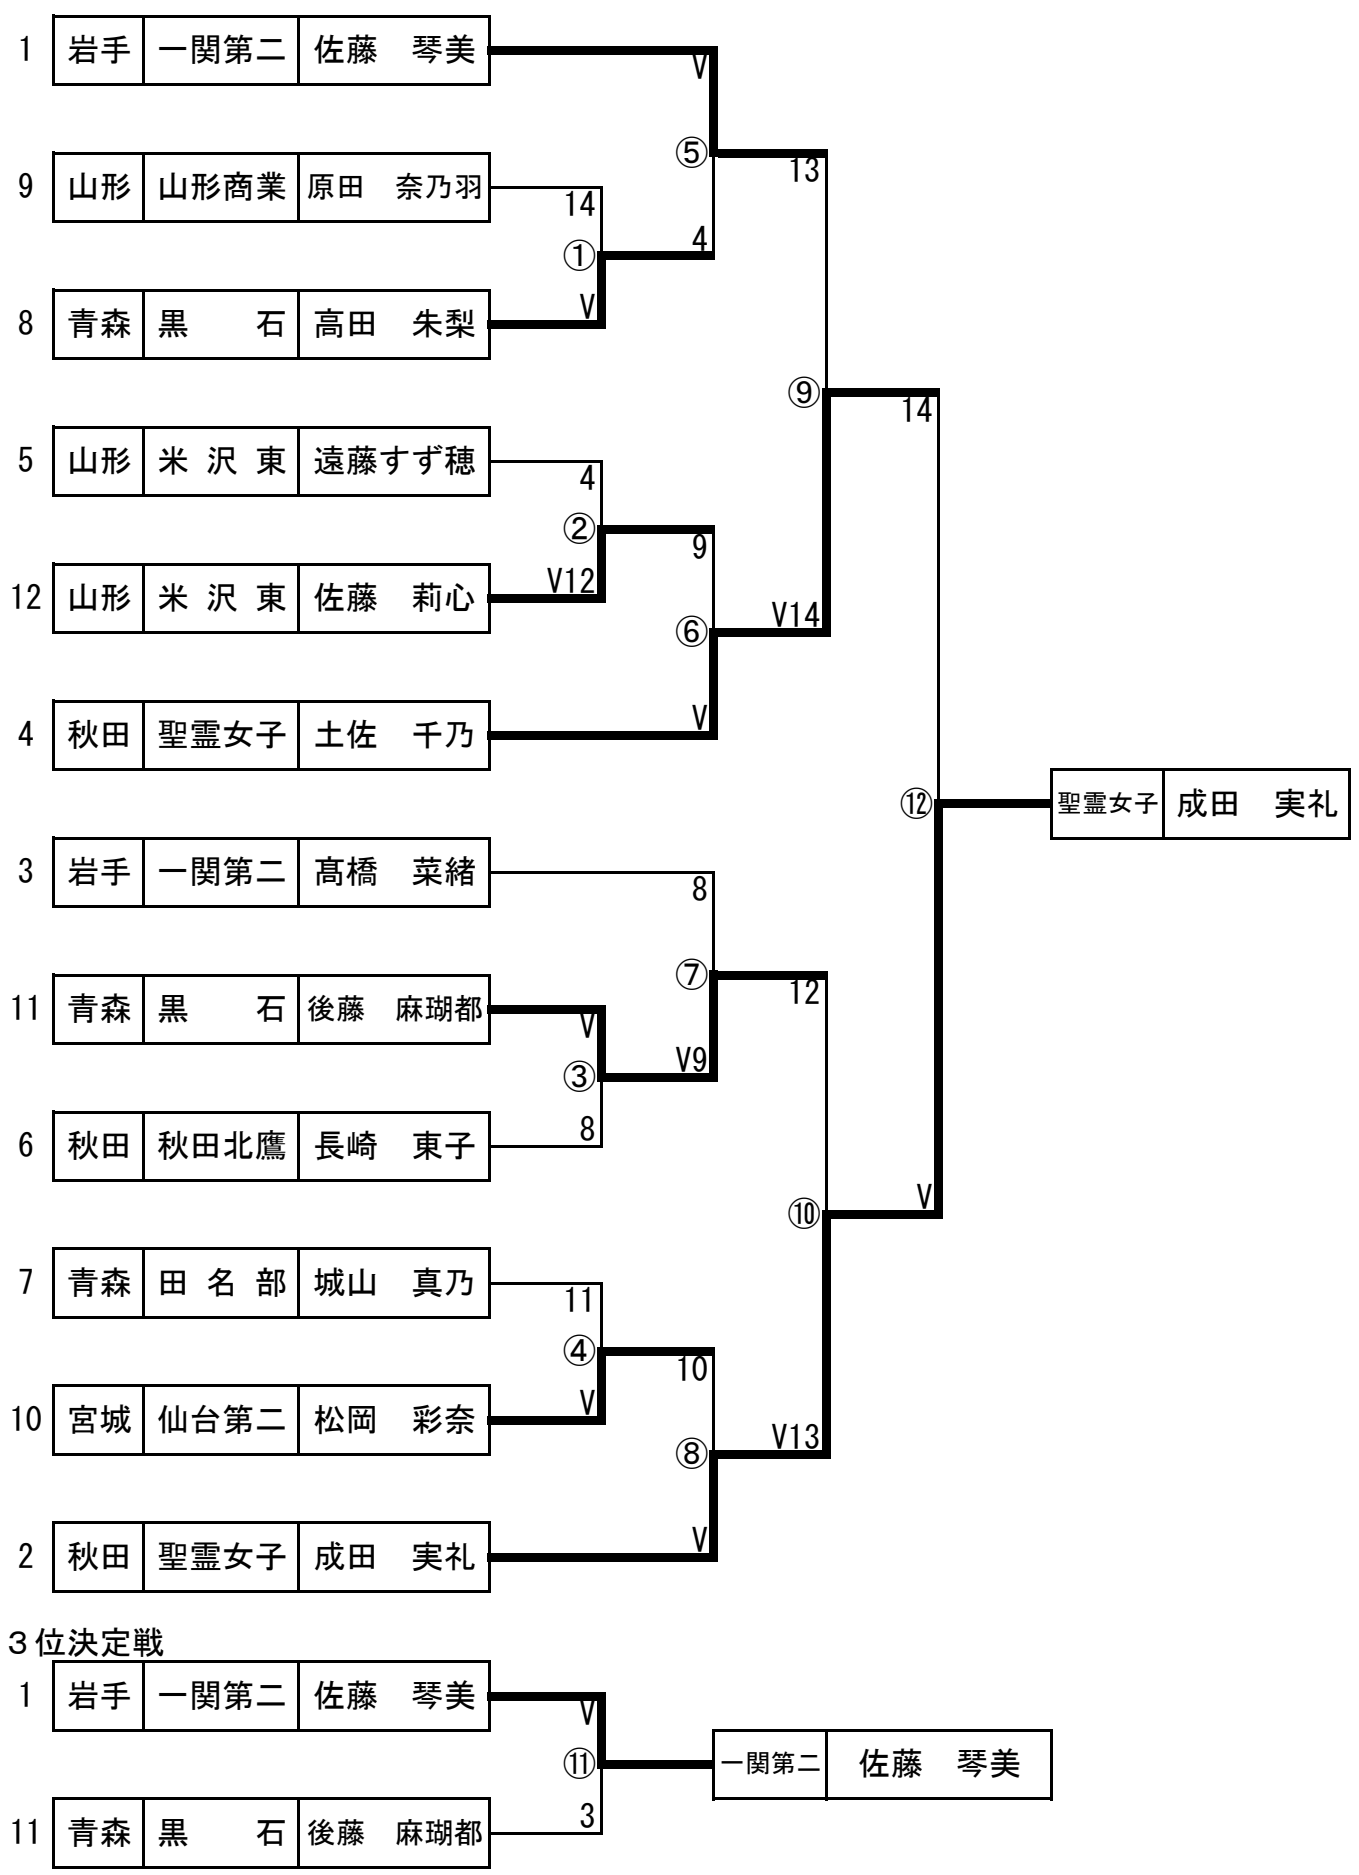 1 岩手 一関第二 佐藤　琴美
V
⑤ 13
9 山形 山形商業 原田　奈乃羽
14
4
①
V
8 青森 黒　　石 高田　朱梨
⑨ 14
5 山形 米 沢 東 遠藤すず穂
4
② 9
V12
12 山形 米 沢 東 佐藤　莉心
V14
⑥
V
4 秋田 聖霊女子 土佐　千乃
⑫ 聖霊女子 成田　実礼
3 岩手 一関第二 髙橋　菜緒
8
⑦ 12
11 青森 黒　　石 後藤　麻瑚都
V
V9
③
8
6 秋田 秋田北鷹 長崎　東子
V
⑩
7 青森 田 名 部 城山　真乃
11
④ 10
V
10 宮城 仙台第二 松岡　彩奈
V13
⑧
V
2 秋田 聖霊女子 成田　実礼
３位決定戦
1 岩手 一関第二 佐藤　琴美
V
⑪ 一関第二 佐藤　琴美
3
11 青森 黒　　石 後藤　麻瑚都